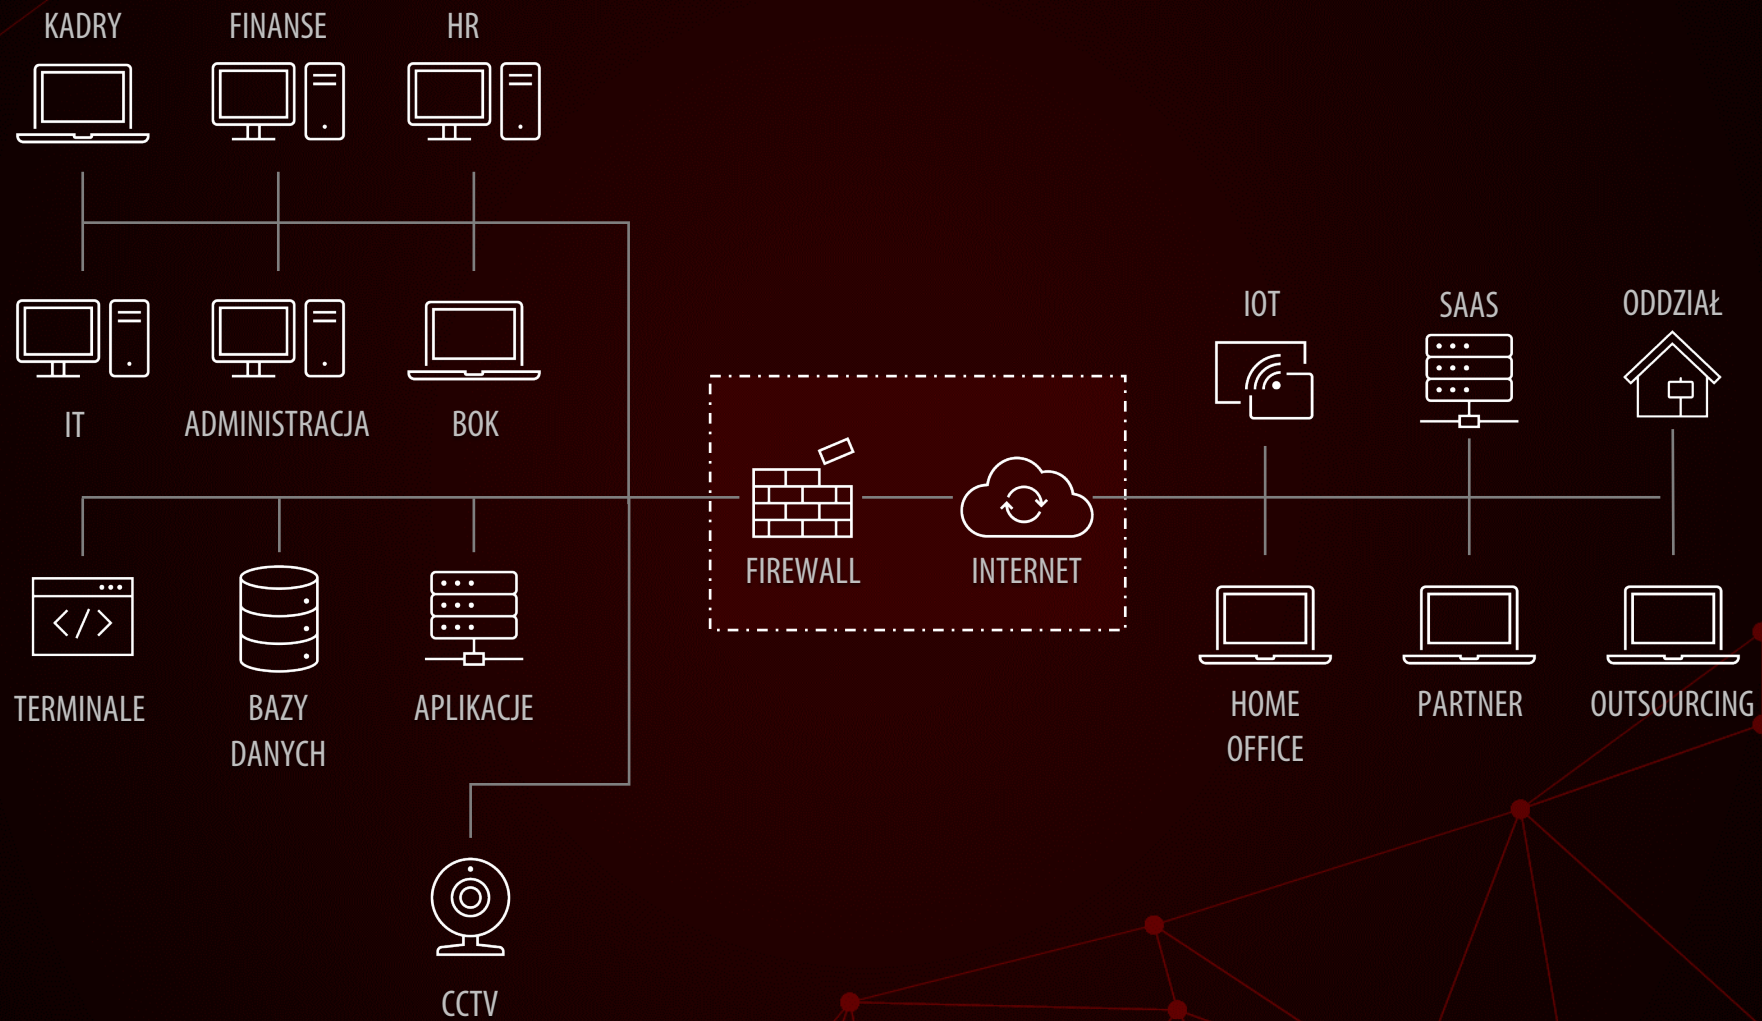 KADRY
FINANSE
HR
IT
ADMINISTRACJA
BOK
TERMINALE
BAZY
DANYCH
APLIKACJE
CCTV
FIREWALL
INTERNET
IOT
SAAS
ODDZIAŁ
HOME
OFFICE
PARTNER
OUTSOURCING